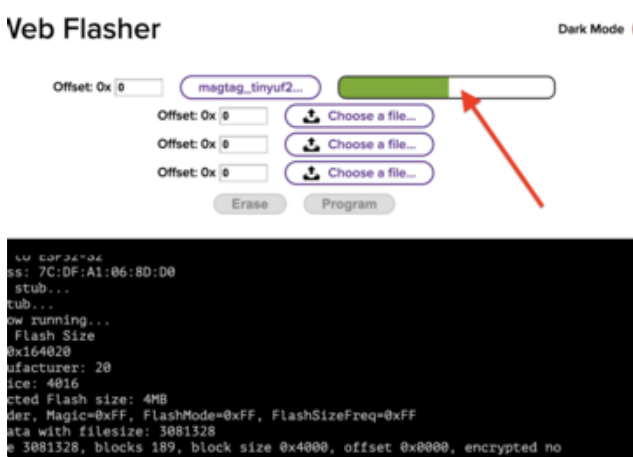 Web Flasher
Dark Mode
Offset: 0x 0 magtag_tinyuf2...
Offset: 0x 0 Choose a file...
Offset: 0x 0 Choose a file...
Offset: 0x 0 Choose a file...
Erase Program
to ESP32-S2
ss: 7C:DF:A1:06:8D:D0
stub...
tub...
ow running...
Flash Size
0x164020
ufacturer: 20
ice: 4016
cted Flash size: 4MB
der, Magic=0xFF, FlashMode=0xFF, FlashSizeFreq=0xFF
ata with filesize: 3081328
e 3081328, blocks 189, block size 0x4000, offset 0x0000, encrypted no